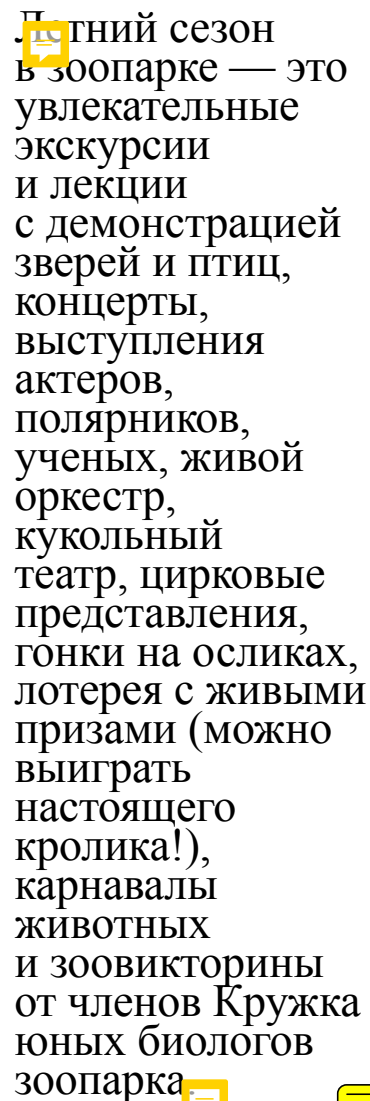 Летний сезон
в зоопарке — это
увлекательные
экскурсии
и лекции
с демонстрацией
зверей и птиц,
концерты,
выступления
актеров,
полярников,
ученых, живой
оркестр,
кукольный
театр, цирковые
представления,
гонки на осликах,
лотерея с живыми
призами (можно
выиграть
настоящего
кролика!),
карнавалы
животных
и зоовикторины
от членов Кружка
юных биологов
зоопарка.